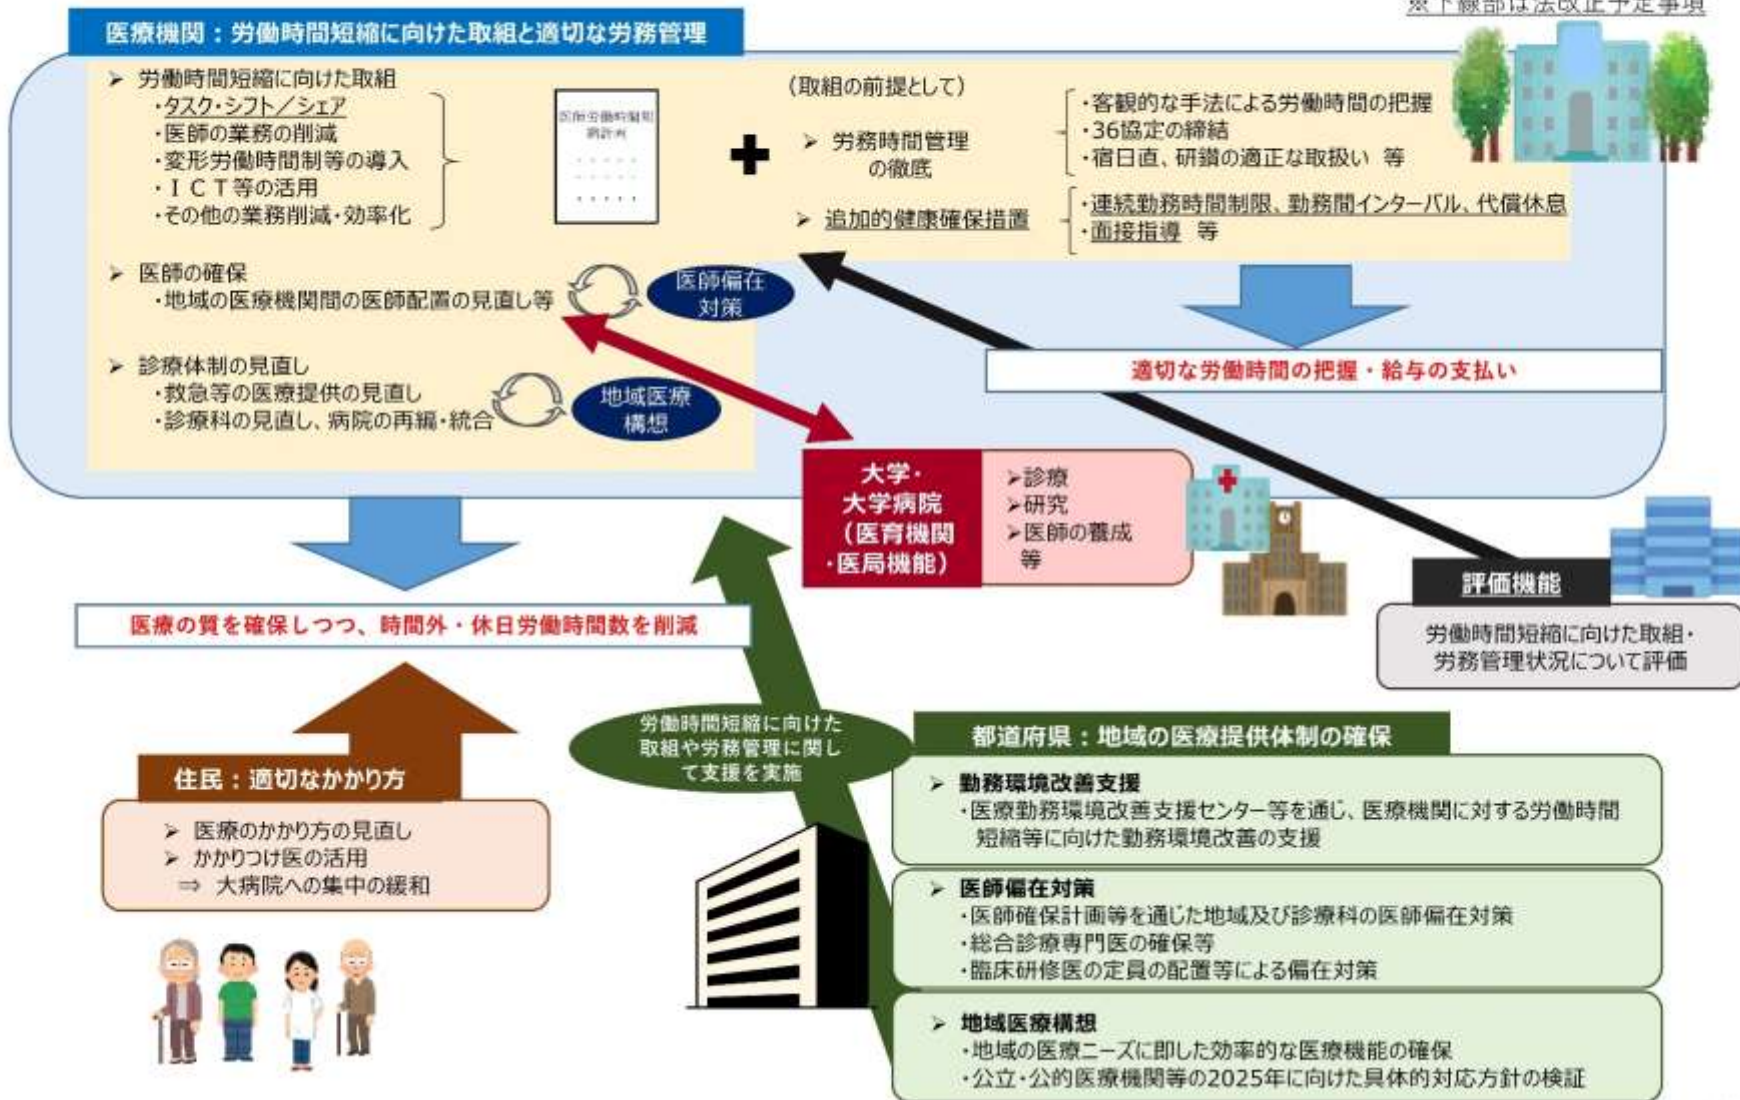 ※下線部は法改正予定事項
医療機関：労働時間短縮に向けた取組と適切な労務管理
➢ 労働時間短縮に向けた取組
・タスク・シフト／シェア
・医師の業務の削減
・変形労働時間制等の導入
・ＩＣＴ等の活用
・その他の業務削減・効率化
医師労働時間短
縮計画
（取組の前提として）
➢ 労務時間管理
の徹底
・客観的な手法による労働時間の把握
・36協定の締結
・宿日直、研鑽の適正な取扱い 等
➢ 追加的健康確保措置
・連続勤務時間制限、勤務間インターバル、代償休息
・面接指導 等
➢ 医師の確保
・地域の医療機関間の医師配置の見直し等
医師偏在
対策
➢ 診療体制の見直し
・救急等の医療提供の見直し
・診療科の見直し、病院の再編・統合
地域医療
構想
適切な労働時間の把握・給与の支払い
大学・
大学病院
（医育機関
・医局機能）
➢診療
➢研究
➢医師の養成
等
評価機能
労働時間短縮に向けた取組・
労務管理状況について評価
医療の質を確保しつつ、時間外・休日労働時間数を削減
労働時間短縮に向けた
取組や労務管理に関し
て支援を実施
住民：適切なかかり方
➢ 医療のかかり方の見直し
➢ かかりつけ医の活用
⇒ 大病院への集中の緩和
都道府県：地域の医療提供体制の確保
➢ 勤務環境改善支援
・医療勤務環境改善支援センター等を通じ、医療機関に対する労働時間
短縮等に向けた勤務環境改善の支援
➢ 医師偏在対策
・医師確保計画等を通じた地域及び診療科の医師偏在対策
・総合診療専門医の確保等
・臨床研修医の定員の配置等による偏在対策
➢ 地域医療構想
・地域の医療ニーズに即した効率的な医療機能の確保
・公立・公的医療機関等の2025年に向けた具体的対応方針の検証